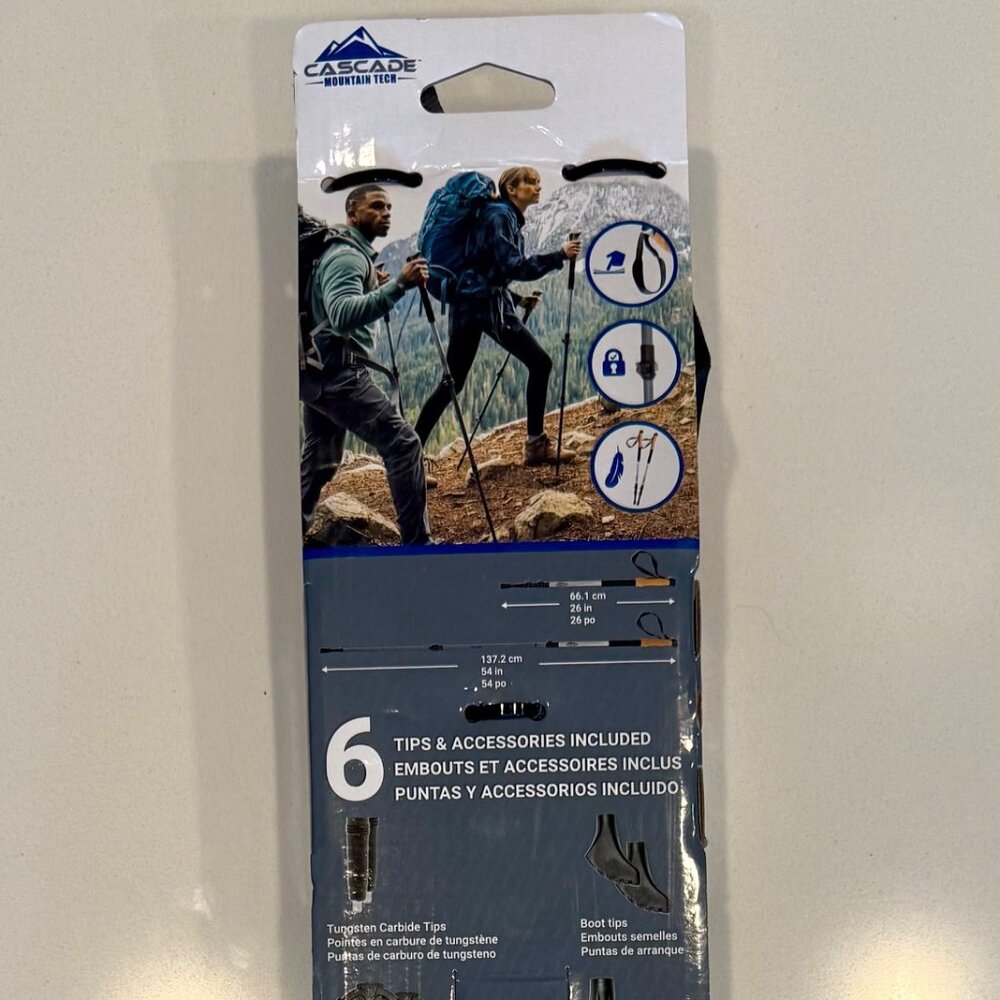 CASCADE
MOUNTAIN TECH
66.1 cm
26 in
26 po
137.2 cm
54 in
54 po
6
TIPS & ACCESSORIES INCLUDED
EMBOUTS ET ACCESSOIRES INCLUS
PUNTAS Y ACCESSORIOS INCLUIDO
Tungsten Carbide Tips
Pointes en carbure de tungstène
Puntas de carburo de tungsteno
Boot tips
Embouts semelles
Puntas de arranque